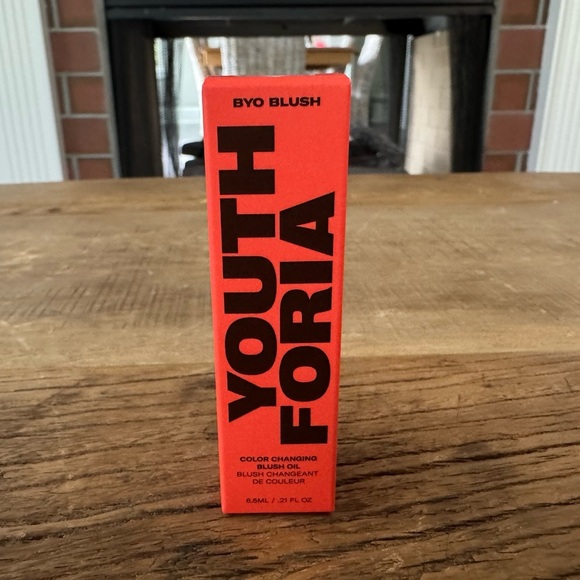 BYO BLUSH
YOUTH
FORIA
COLOR CHANGING
BLUSH OIL
BLUSH CHANGEANT
DE COULEUR
6.5ML / .21 FL OZ